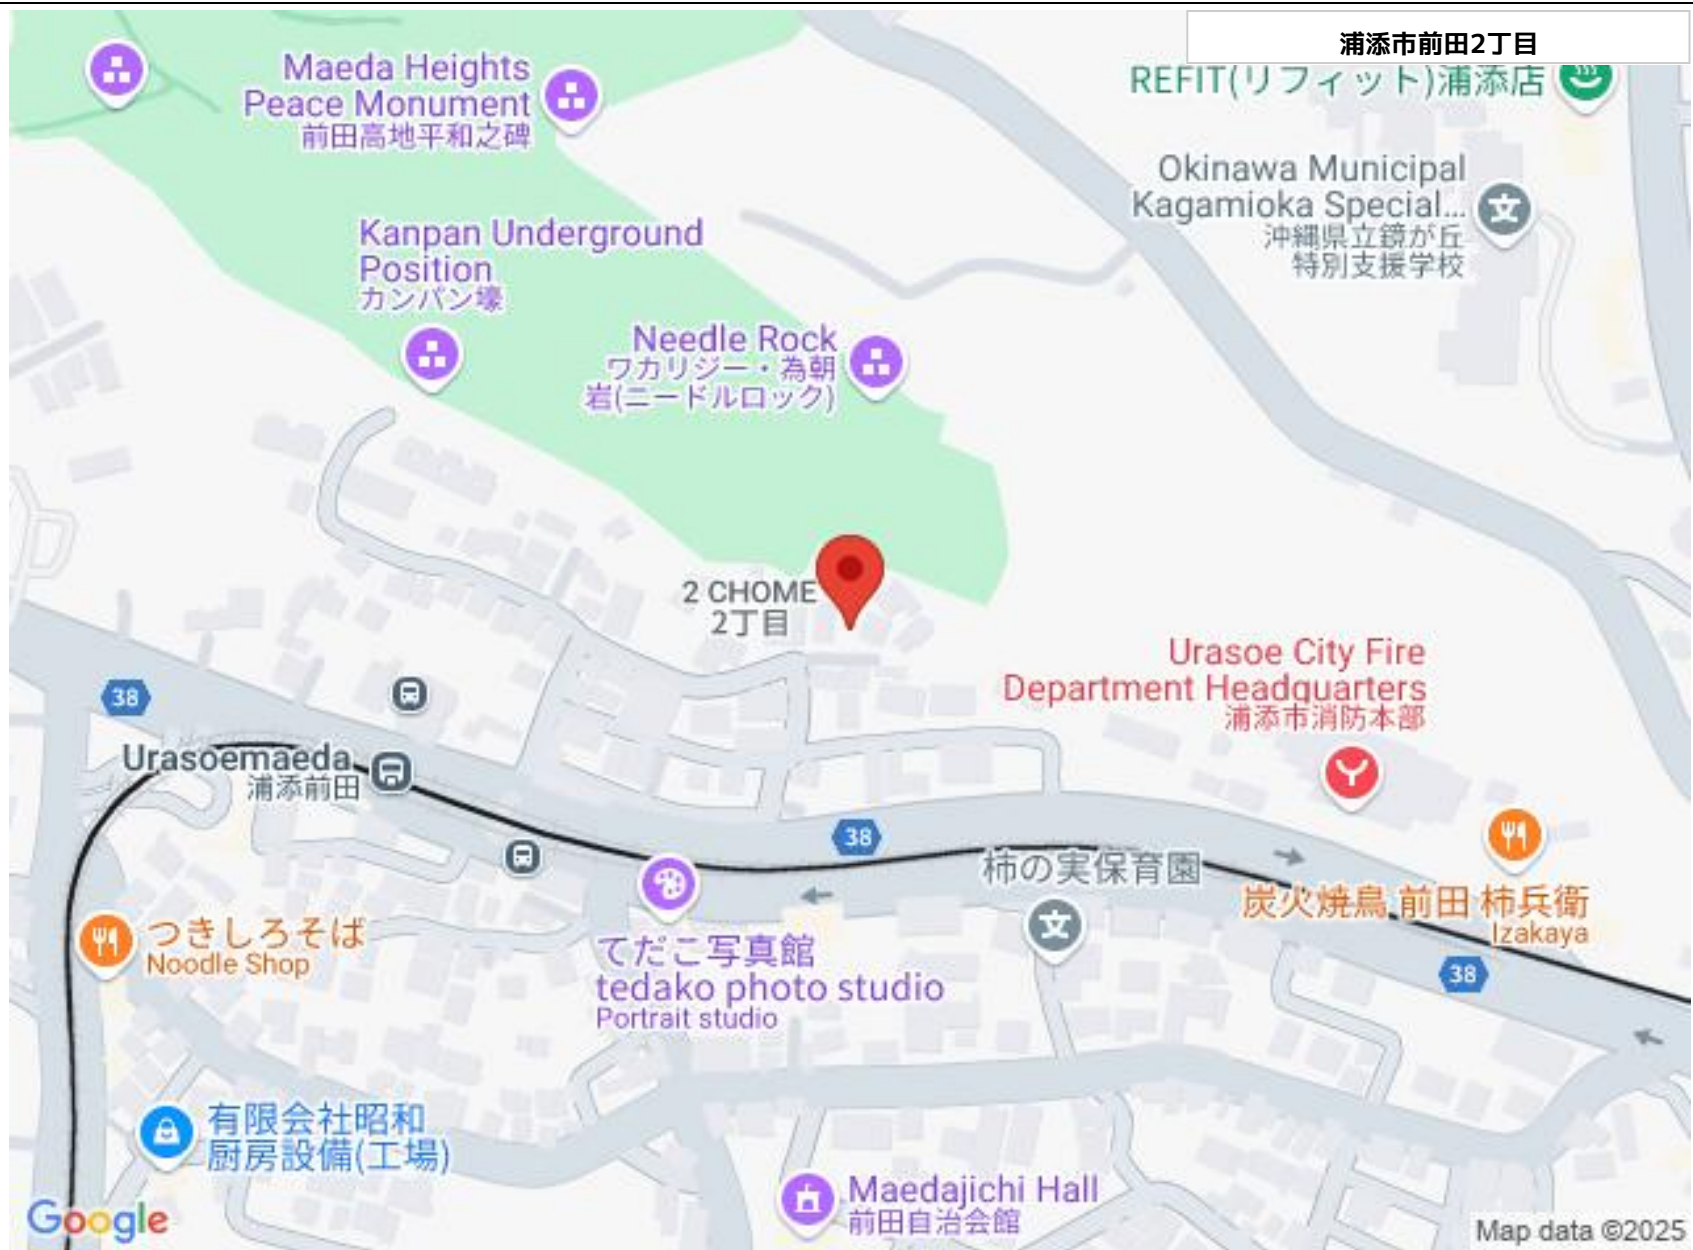 浦添市前田2丁目
Maeda Heights
Peace Monument
前田高地平和之碑
REFIT(リフィット)浦添店
Okinawa Municipal
Kagamioka Special...
沖縄県立鏡が丘
特別支援学校
Kanpan Underground
Position
カンパン壕
Needle Rock
ワカリジー・為朝
岩(ニードルロック)
2 CHOME
2丁目
Urasoe City Fire
Department Headquarters
浦添市消防本部
38
Urasoemaeda
浦添前田
38
柿の実保育園
炭火焼鳥 前田 柿兵衛
Izakaya
38
つきしろそば
Noodle Shop
てだこ写真館
tedako photo studio
Portrait studio
有限会社昭和
厨房設備(工場)
Maedajichi Hall
前田自治会館
Google
Map data ©2025